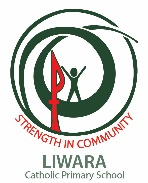 STRENGTH IN COMMUNITY
LIWARA
Catholic Primary School